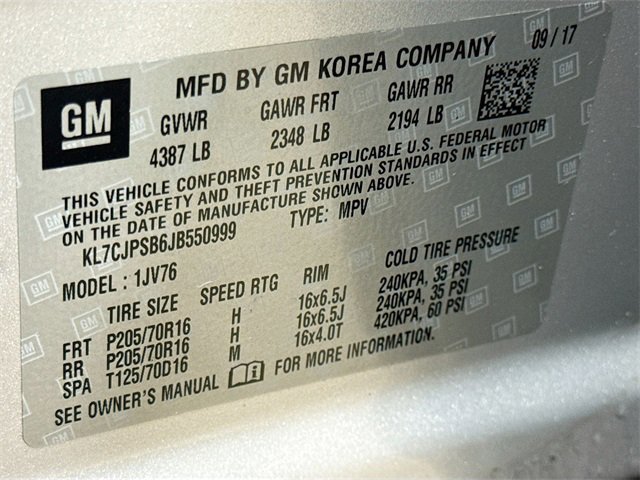 GM
MFD BY GM KOREA COMPANY 09/17
GVWR GAWR FRT GAWR RR
4387 LB 2348 LB 2194 LB
THIS VEHICLE CONFORMS TO ALL APPLICABLE U.S. FEDERAL MOTOR
VEHICLE SAFETY AND THEFT PREVENTION STANDARDS IN EFFECT
ON THE DATE OF MANUFACTURE SHOWN ABOVE.
KL7CJPSB6JB550999 TYPE: MPV
MODEL : 1JV76
TIRE SIZE SPEED RTG RIM COLD TIRE PRESSURE
FRT P205/70R16 H 16x6.5J 240KPA, 35 PSI
RR P205/70R16 H 16x6.5J 240KPA, 35 PSI
SPA T125/70D16 M 16x4.0T 420KPA, 60 PSI
SEE OWNER'S MANUAL FOR MORE INFORMATION.